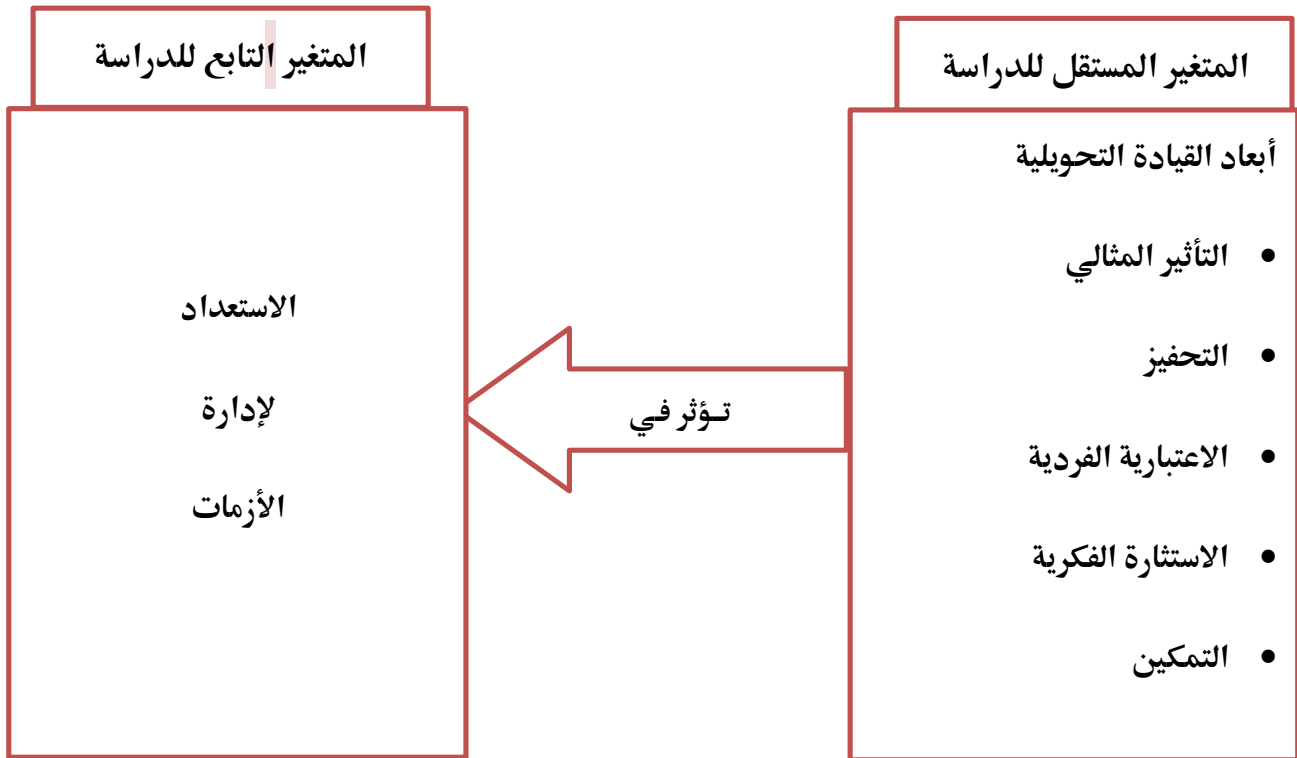 المتغير المستقل للدراسة
أبعاد القيادة التحويلية
• التأثير المثالي
• التحفيز
• الاعتبارية الفردية
• الاستثارة الفكرية
• التمكين
تـؤثر في
المتغير التابع للدراسة
الاستعداد
لإدارة
الأزمات